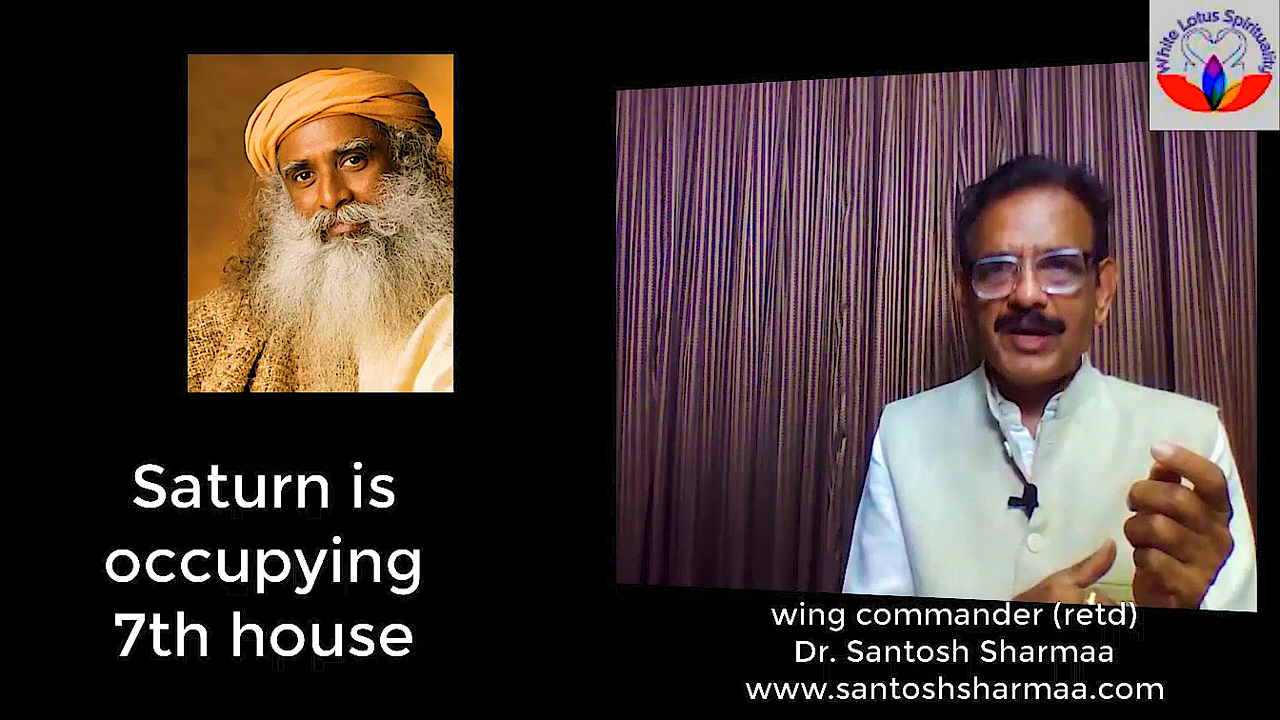 White Lotus Spirituality
Saturn is
occupying
7th house
wing commander (retd)
Dr. Santosh Sharmaa
www.santoshsharmaa.com